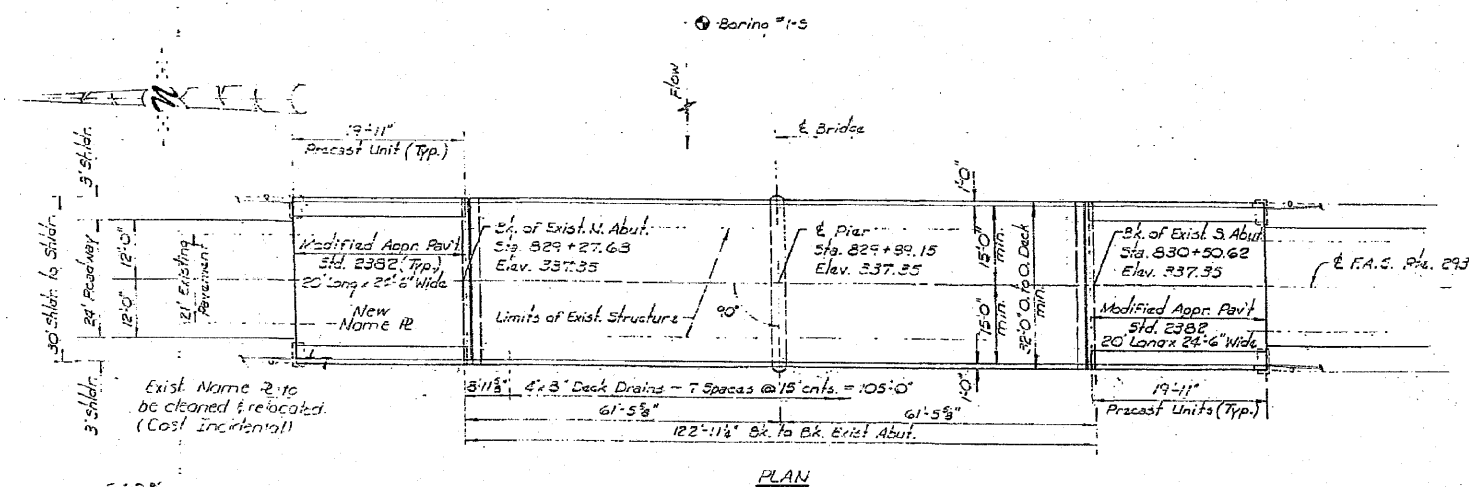 Boring #1-S
Flow
℄ Bridge
N
19'-11"
Precast Unit (Typ.)
3' Shldr.
30' Shldr. to Shldr.
24' Roadway
12'-0"
12'-0"
21' Existing
Pavement
3' Shldr.
Modified Appr. Pav't
Std. 2382 (Typ.)
20' Long x 24'-6" Wide
New
Name PL
Bk. of Exist. N. Abut.
Sta. 829+27.68
Elev. 337.35
Limits of Exist. Structure
90°
℄ Pier
Sta. 829+89.15
Elev. 337.35
1'-0"
15'-0"
min.
15'-0"
min.
32'-0" O. to O. Deck
min.
1'-0"
Bk. of Exist. S. Abut.
Sta. 830+50.62
Elev. 337.35
℄ F.A.S. Rte. 293
Modified Appr. Pav't
Std. 2382
20' Long x 24'-6" Wide
Exist. Name PL to
be cleaned & relocated.
(Cost Incidental)
4"x3" Deck Drains - 7 Spaces @ 15' cnts. = 105'-0"
61'-5⅝"
61'-5⅝"
122'-11¼" Bk. to Bk. Exist Abut.
19'-11"
Precast Units (Typ.)
PLAN